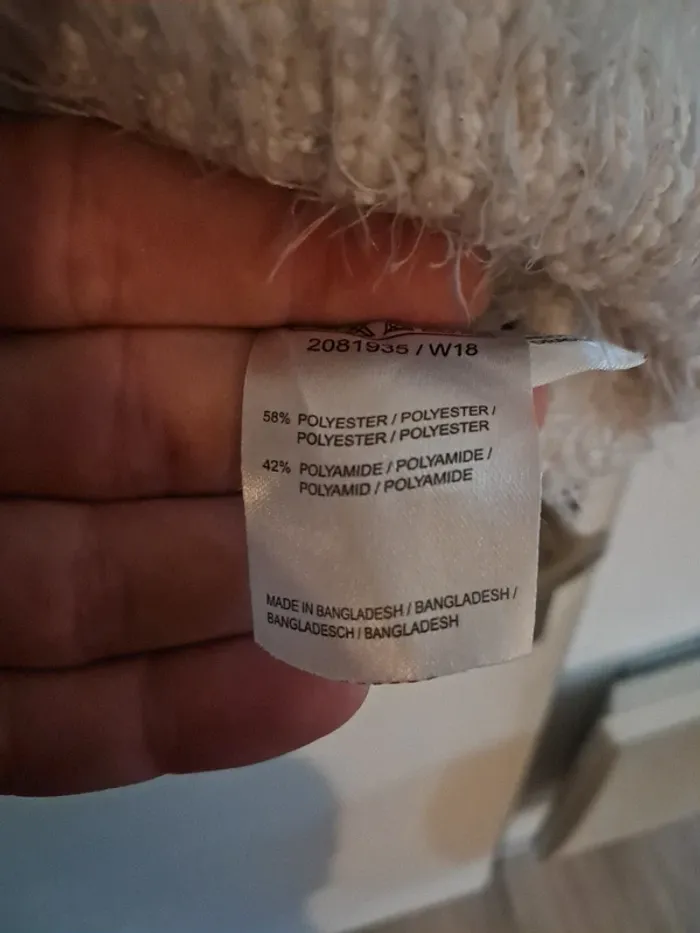 2081935 / W18
58% POLYESTER / POLYESTER /
POLYESTER / POLYESTER
42% POLYAMIDE / POLYAMIDE /
POLYAMID / POLYAMIDE
MADE IN BANGLADESH / BANGLADESH /
BANGLADESCH / BANGLADESH